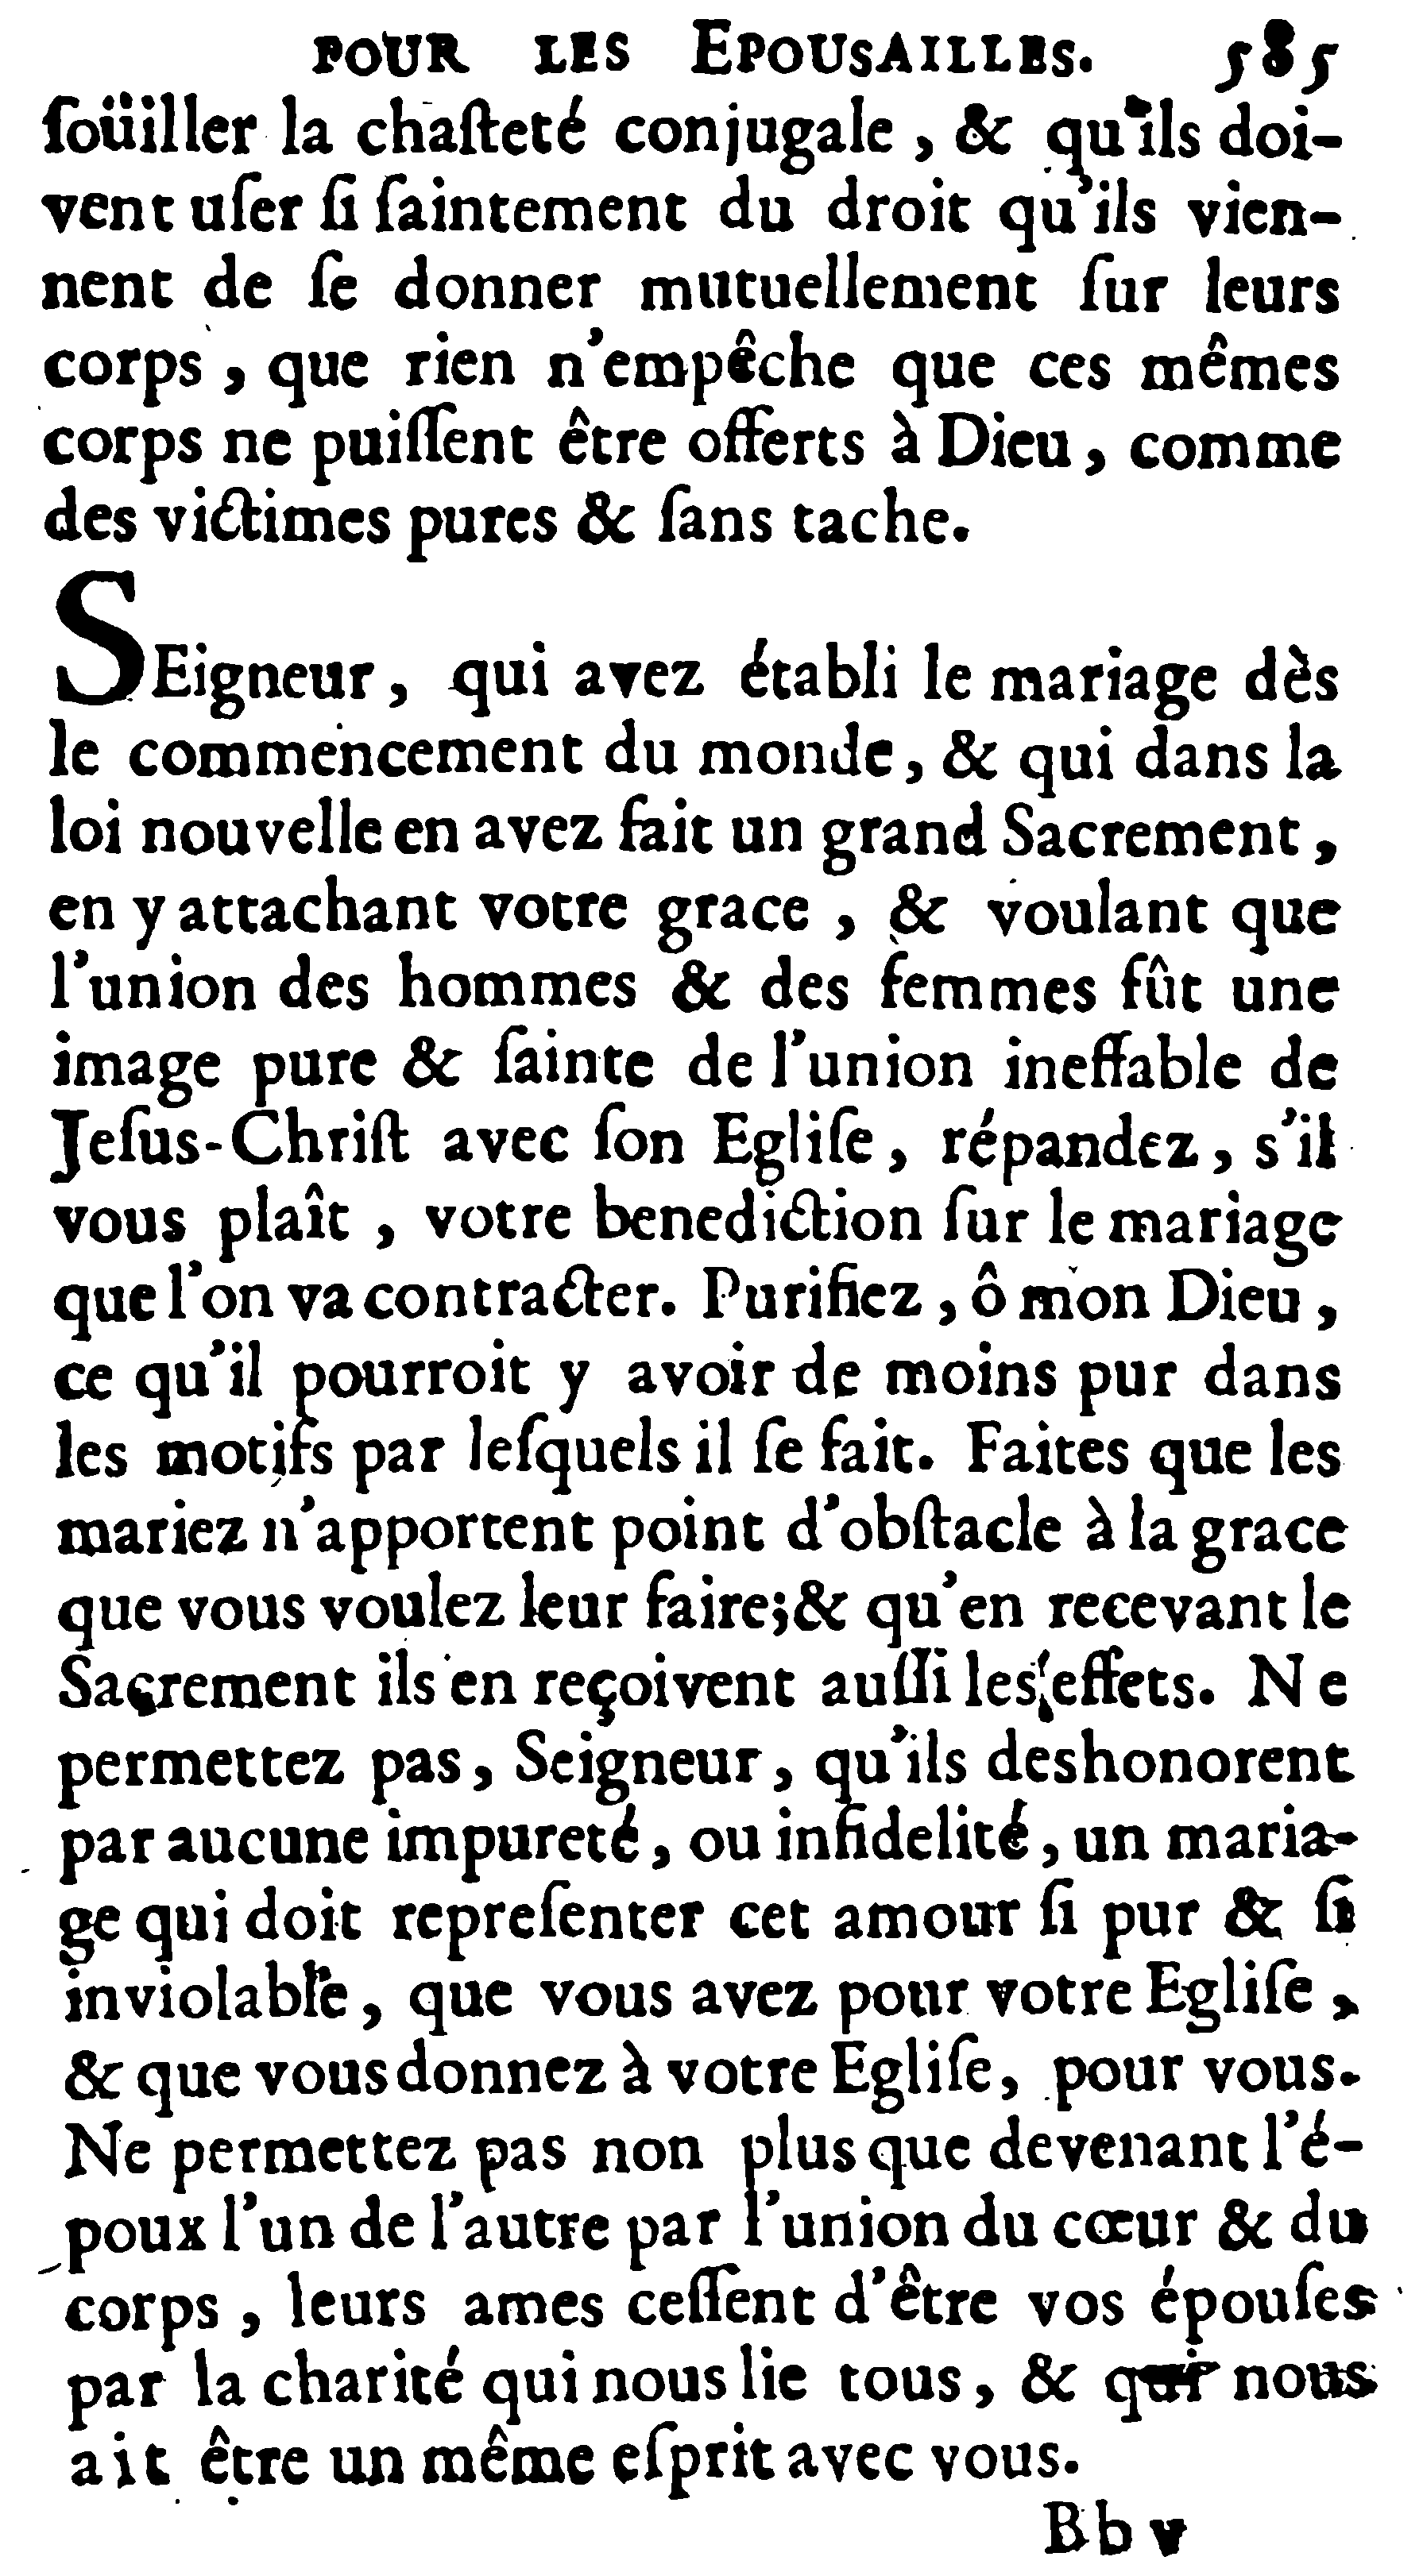 POUR LES EPOUSAILLES. 585
ſoüiller la chaſteté conjugale, & qu'ils doi-
vent uſer ſi ſaintement du droit qu'ils vien-
nent de ſe donner mutuellement ſur leurs
corps, que rien n'empêche que ces mêmes
corps ne puiſſent être offerts à Dieu, comme
des victimes pures & ſans tache.
SEigneur, qui avez établi le mariage dès
le commencement du monde, & qui dans la
loi nouvelle en avez fait un grand Sacrement,
en y attachant votre grace, & voulant que
l'union des hommes & des femmes fût une
image pure & ſainte de l'union ineffable de
Jeſus-Chriſt avec ſon Egliſe, répandez, s'il
vous plaît, votre benediction ſur le mariage
que l'on va contracter. Purifiez, ô mon Dieu,
ce qu'il pourroit y avoir de moins pur dans
les motifs par leſquels il ſe fait. Faites que les
mariez n'apportent point d'obſtacle à la grace
que vous voulez leur faire; & qu'en recevant le
Sacrement ils en reçoivent auſſi les effets. Ne
permettez pas, Seigneur, qu'ils deshonorent
par aucune impureté, ou infidelité, un maria-
ge qui doit repreſenter cet amour ſi pur & ſi
inviolable, que vous avez pour votre Egliſe,
& que vous donnez à votre Egliſe, pour vous.
Ne permettez pas non plus que devenant l'é-
poux l'un de l'autre par l'union du cœur & du
corps, leurs ames ceſſent d'être vos épouſes
par la charité qui nous lie tous, & qui nous
ait être un même eſprit avec vous.
Bb v